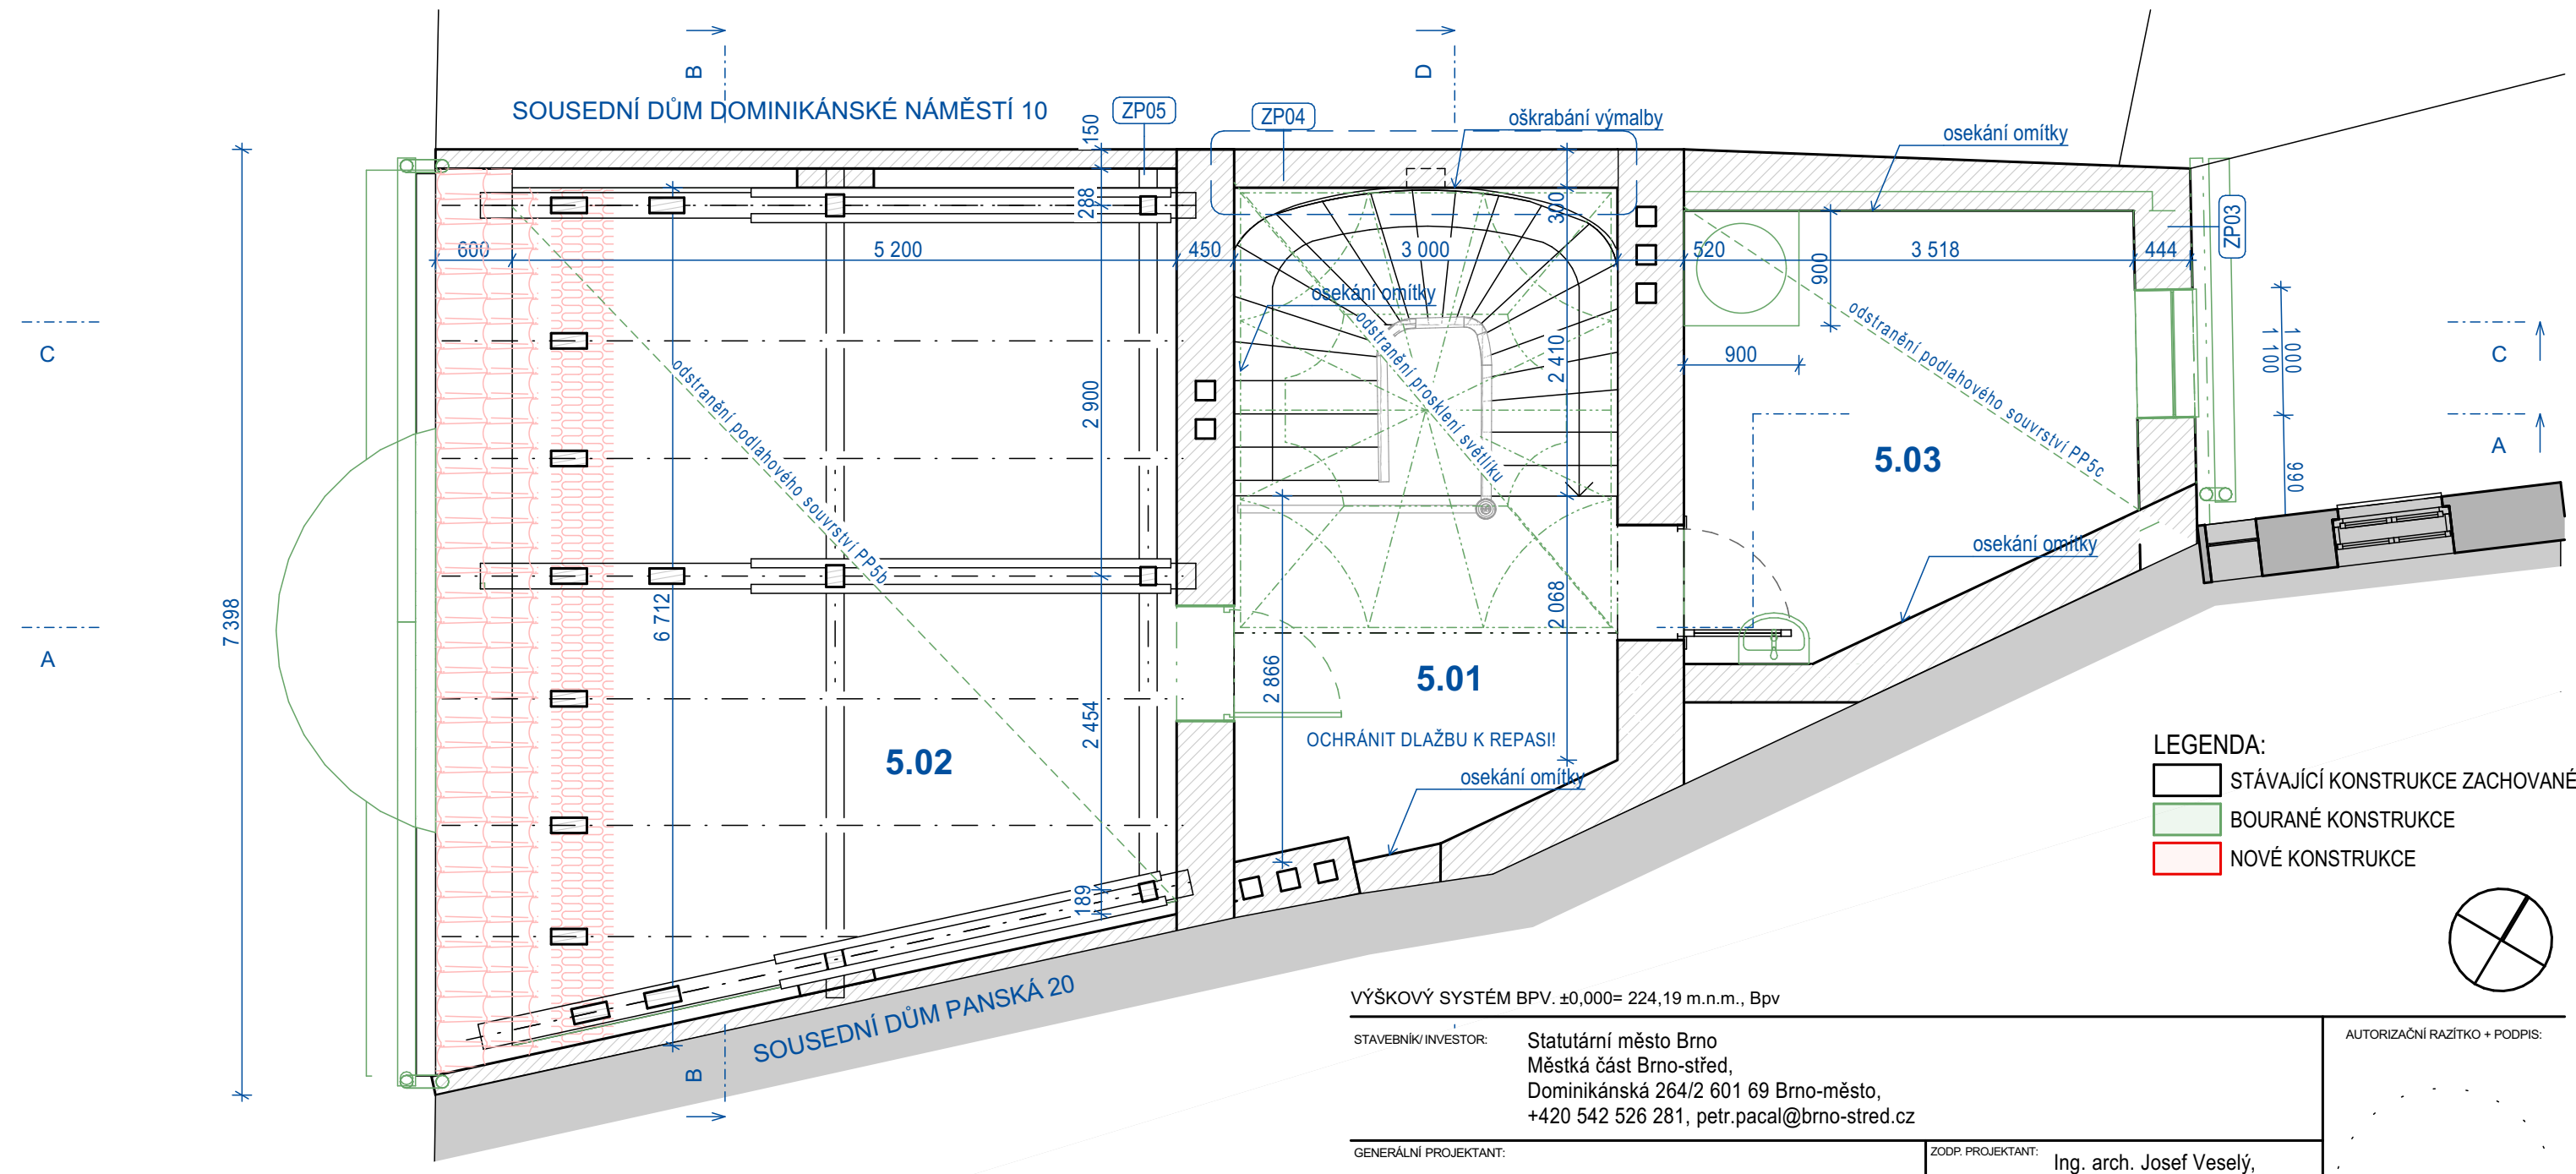 B
D
SOUSEDNÍ DŮM DOMINIKÁNSKÉ NÁMĚSTÍ 10
ZP05
ZP04
oškrabání výmalby
osekání omítky
150
288
300
ZP03
600
5 200
450
3 000
520
3 518
444
900
osekání omítky
odstranění prosklení světlíku
odstranění podlahového souvrství PP5c
odstranění podlahového souvrství PP5b
C
2 900
2 410
900
1 000
1 100
C
A
5.03
990
osekání omítky
7 398
6 712
A
2 068
2 866
5.01
2 454
5.02
OCHRÁNIT DLAŽBU K REPASI!
osekání omítky
189
SOUSEDNÍ DŮM PANSKÁ 20
B
LEGENDA:
STÁVAJÍCÍ KONSTRUKCE ZACHOVANÉ
BOURANÉ KONSTRUKCE
NOVÉ KONSTRUKCE
VÝŠKOVÝ SYSTÉM BPV. ±0,000= 224,19 m.n.m., Bpv
STAVEBNÍK/INVESTOR:
Statutární město Brno
Městká část Brno-střed,
Dominikánská 264/2 601 69 Brno-město,
+420 542 526 281, petr.pacal@brno-stred.cz
AUTORIZAČNÍ RAZÍTKO + PODPIS:
GENERÁLNÍ PROJEKTANT:
ZODP. PROJEKTANT:
Ing. arch. Josef Veselý,